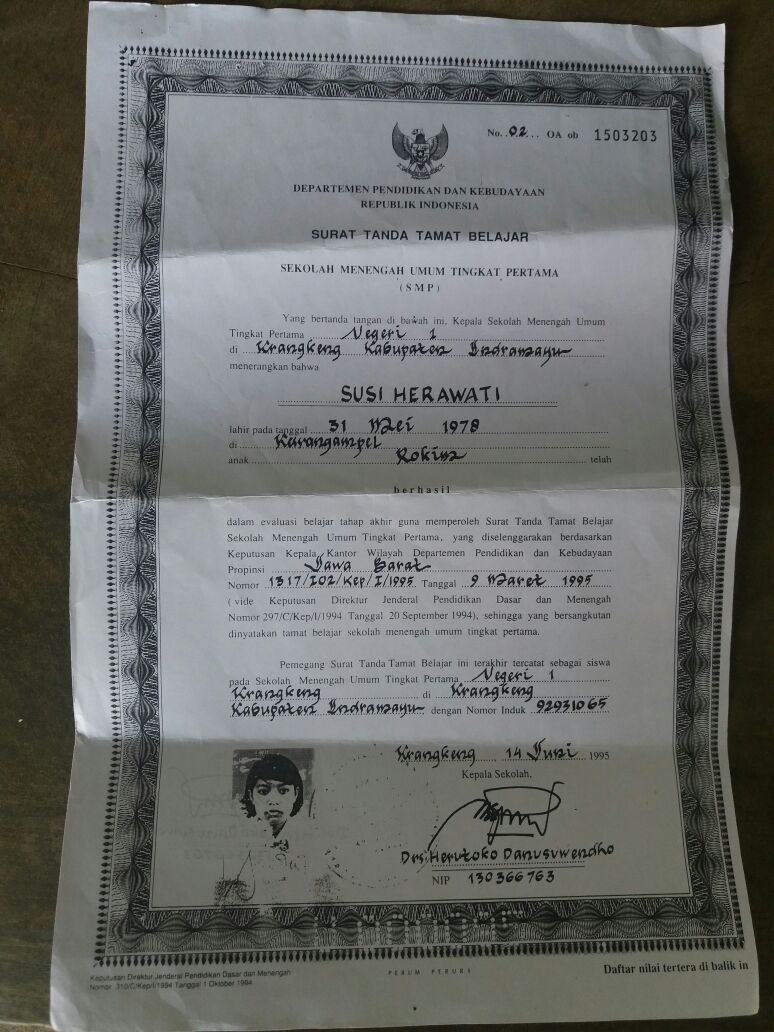 No. 02 OA ob 1503203
DEPARTEMEN PENDIDIKAN DAN KEBUDAYAAN
REPUBLIK INDONESIA
SURAT TANDA TAMAT BELAJAR
SEKOLAH MENENGAH UMUM TINGKAT PERTAMA
(SMP)
Yang bertanda tangan di bawah ini, Kepala Sekolah Menengah Umum
Tingkat Pertama Negeri 1
di Krangkeng Kabupaten Indramayu
menerangkan bahwa
SUSI HERAWATI
lahir pada tanggal 31 Mei 1978
di Karangampel
anak Rokim telah
berhasil
dalam evaluasi belajar tahap akhir guna memperoleh Surat Tanda Tamat Belajar
Sekolah Menengah Umum Tingkat Pertama, yang diselenggarakan berdasarkan
Keputusan Kepala Kantor Wilayah Departemen Pendidikan dan Kebudayaan
Propinsi Jawa Barat
Nomor 1317/I02/Kep/I/1995 Tanggal 9 Maret 1995
(vide Keputusan Direktur Jenderal Pendidikan Dasar dan Menengah
Nomor 297/C/Kep/I/1994 Tanggal 20 September 1994), sehingga yang bersangkutan
dinyatakan tamat belajar sekolah menengah umum tingkat pertama.
Pemegang Surat Tanda Tamat Belajar ini terakhir tercatat sebagai siswa
pada Sekolah Menengah Umum Tingkat Pertama Negeri 1
Krangkeng di Krangkeng
Kabupaten Indramayu dengan Nomor Induk 92931065
Krangkeng, 14 Juni 1995
Kepala Sekolah,
Drs. Herutoko Danusuwendho
NIP 130366763
Keputusan Direktur Jenderal Pendidikan Dasar dan Menengah
Nomor 310/C/Kep/I/1994 Tanggal 1 Oktober 1994
PERUM PERURI
Daftar nilai tertera di balik in